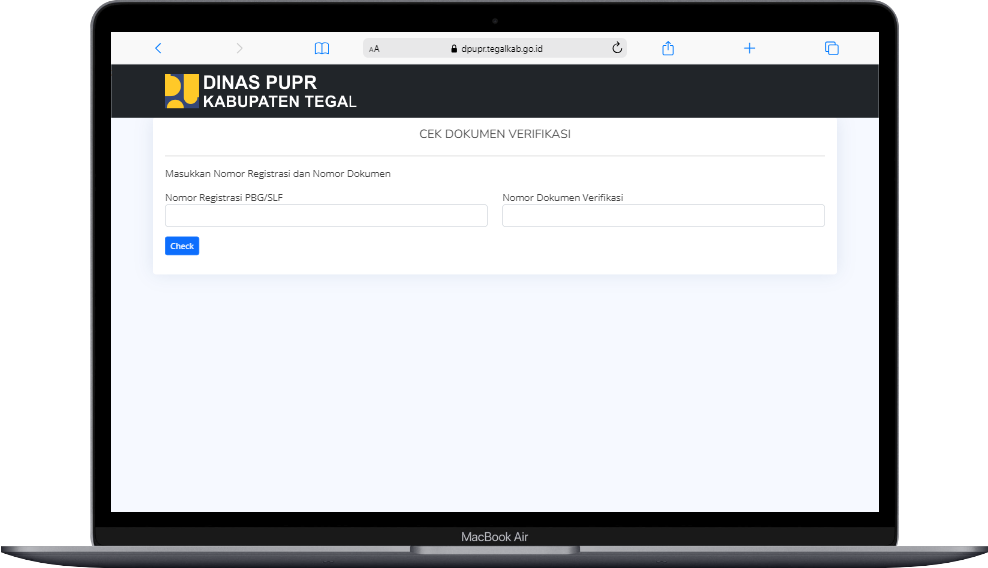 AA
dpupr.tegalkab.go.id
DINAS PUPR
KABUPATEN TEGAL
CEK DOKUMEN VERIFIKASI
Masukkan Nomor Registrasi dan Nomor Dokumen
Nomor Registrasi PBG/SLF
Nomor Dokumen Verifikasi
Check
MacBook Air